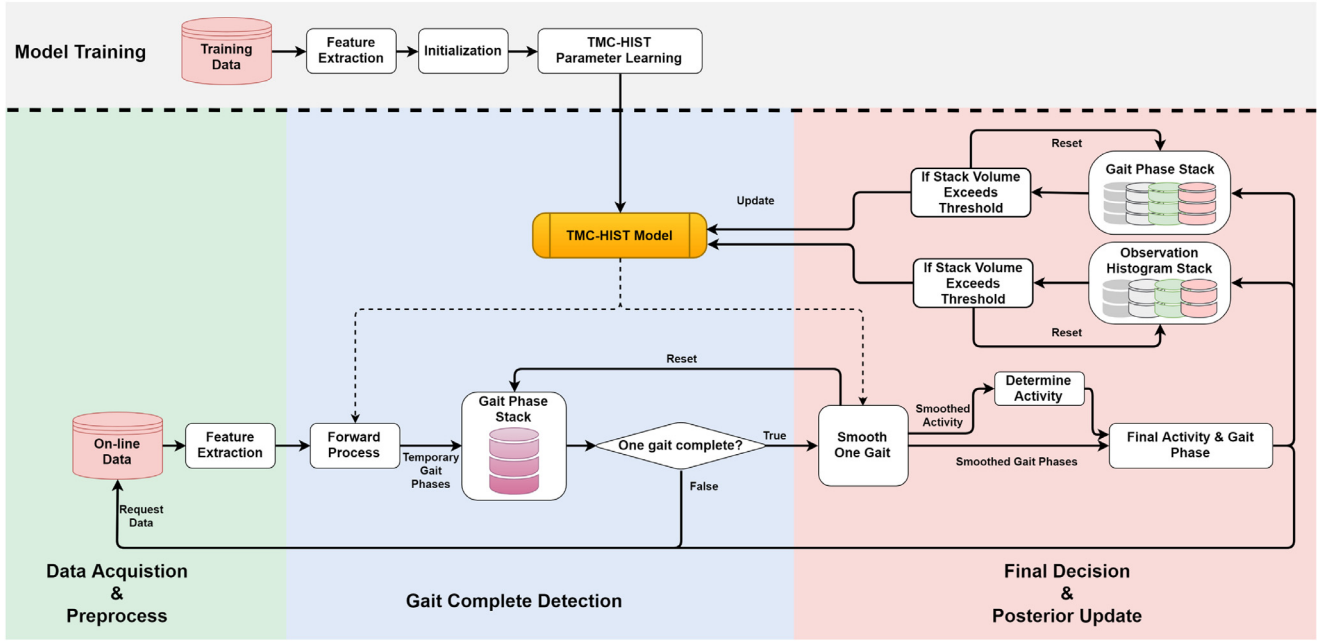 Model Training
Training
Data
Feature
Extraction
Initialization
TMC-HIST
Parameter Learning
Reset
Gait Phase Stack
If Stack Volume
Exceeds
Threshold
Update
TMC-HIST Model
Observation
Histogram Stack
If Stack Volume
Exceeds
Threshold
Reset
Reset
Gait Phase
Stack
Determine
Activity
Smoothed
Activity
On-line
Data
Feature
Extraction
Forward
Process
Temporary
Gait
Phases
One gait complete?
True
Smooth
One Gait
Final Activity & Gait
Phase
Smoothed Gait Phases
False
Request
Data
Data Acquistion
&
Preprocess
Gait Complete Detection
Final Decision
&
Posterior Update